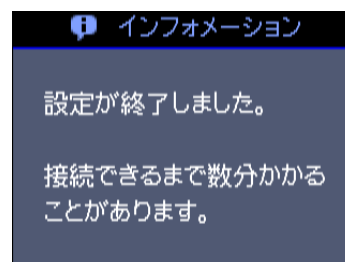 インフォメーション
設定が終了しました。
接続できるまで数分かかる
ことがあります。